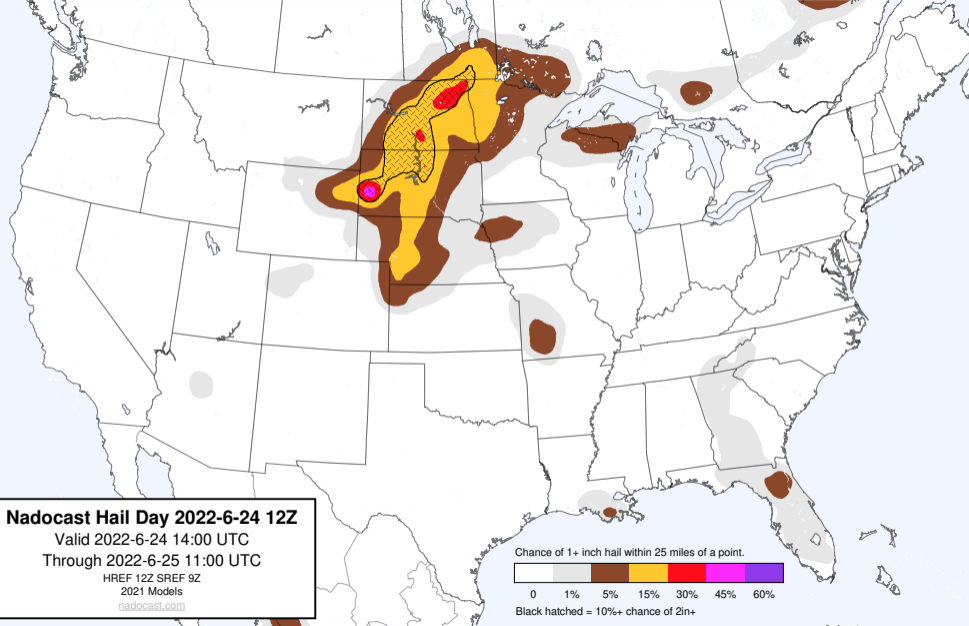 Nadocast Hail Day 2022-6-24 12Z
Valid 2022-6-24 14:00 UTC
Through 2022-6-25 11:00 UTC
HREF 12Z SREF 9Z
2021 Models
nadocast.com
Chance of 1+ inch hail within 25 miles of a point.
0 1% 5% 15% 30% 45% 60%
Black hatched = 10%+ chance of 2in+